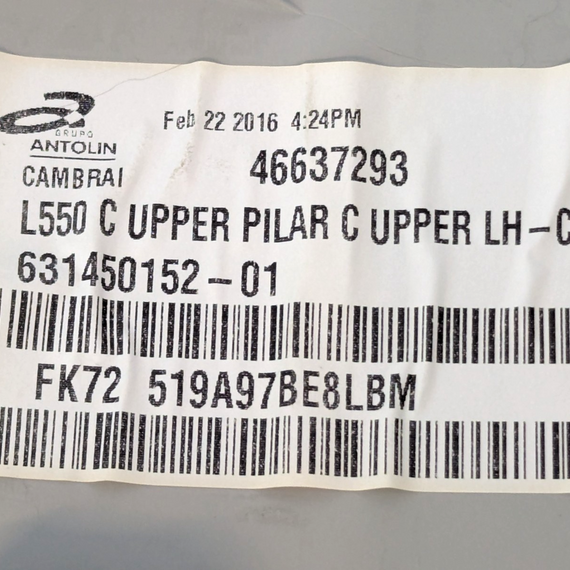 GRUPO
ANTOLIN
Feb 22 2016 4:24PM
CAMBRAI
46637293
L550 C UPPER PILAR C UPPER LH-C
631450152-01
FK72 519A97BE8LBM